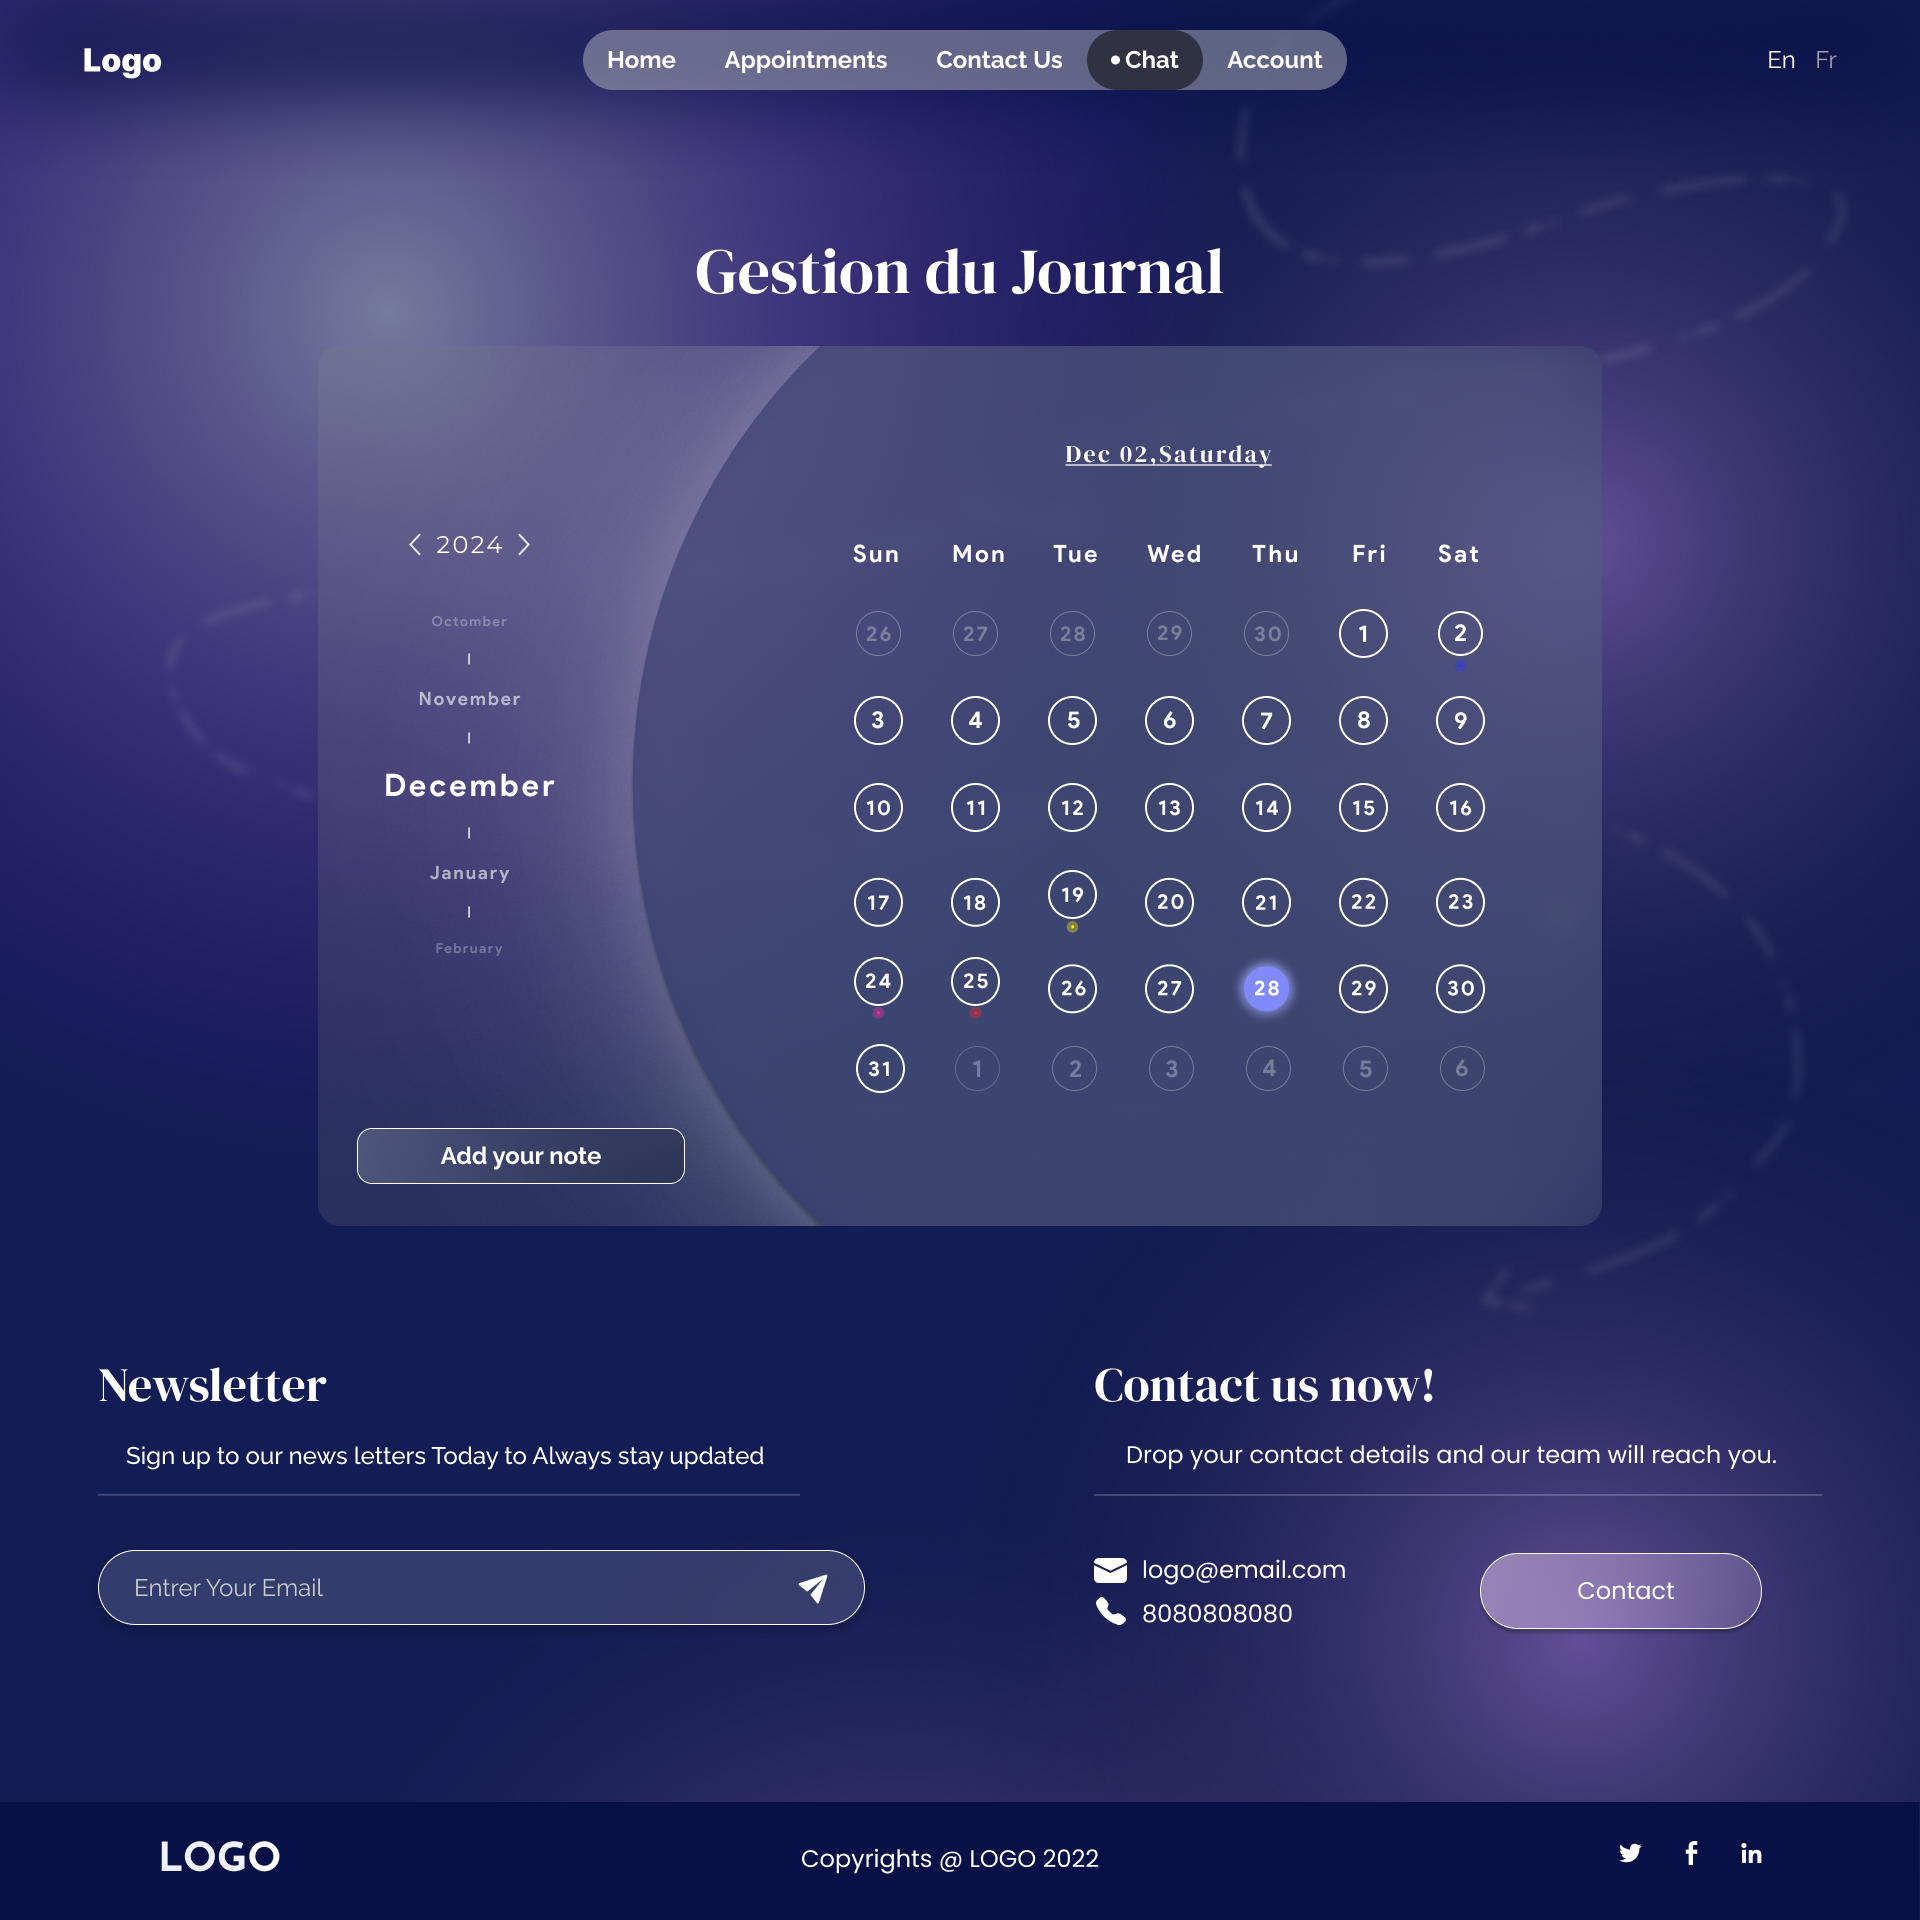 Logo
Home Appointments Contact Us Chat Account
En Fr
Gestion du Journal
Dec 02,Saturday
2024
Octomber
November
December
January
February
Add your note
Sun Mon Tue Wed Thu Fri Sat
26 27 28 29 30 1 2
3 4 5 6 7 8 9
10 11 12 13 14 15 16
17 18 19 20 21 22 23
24 25 26 27 28 29 30
31 1 2 3 4 5 6
Newsletter
Sign up to our news letters Today to Always stay updated
Entrer Your Email
Contact us now!
Drop your contact details and our team will reach you.
logo@email.com
8080808080
Contact
LOGO
Copyrights @ LOGO 2022